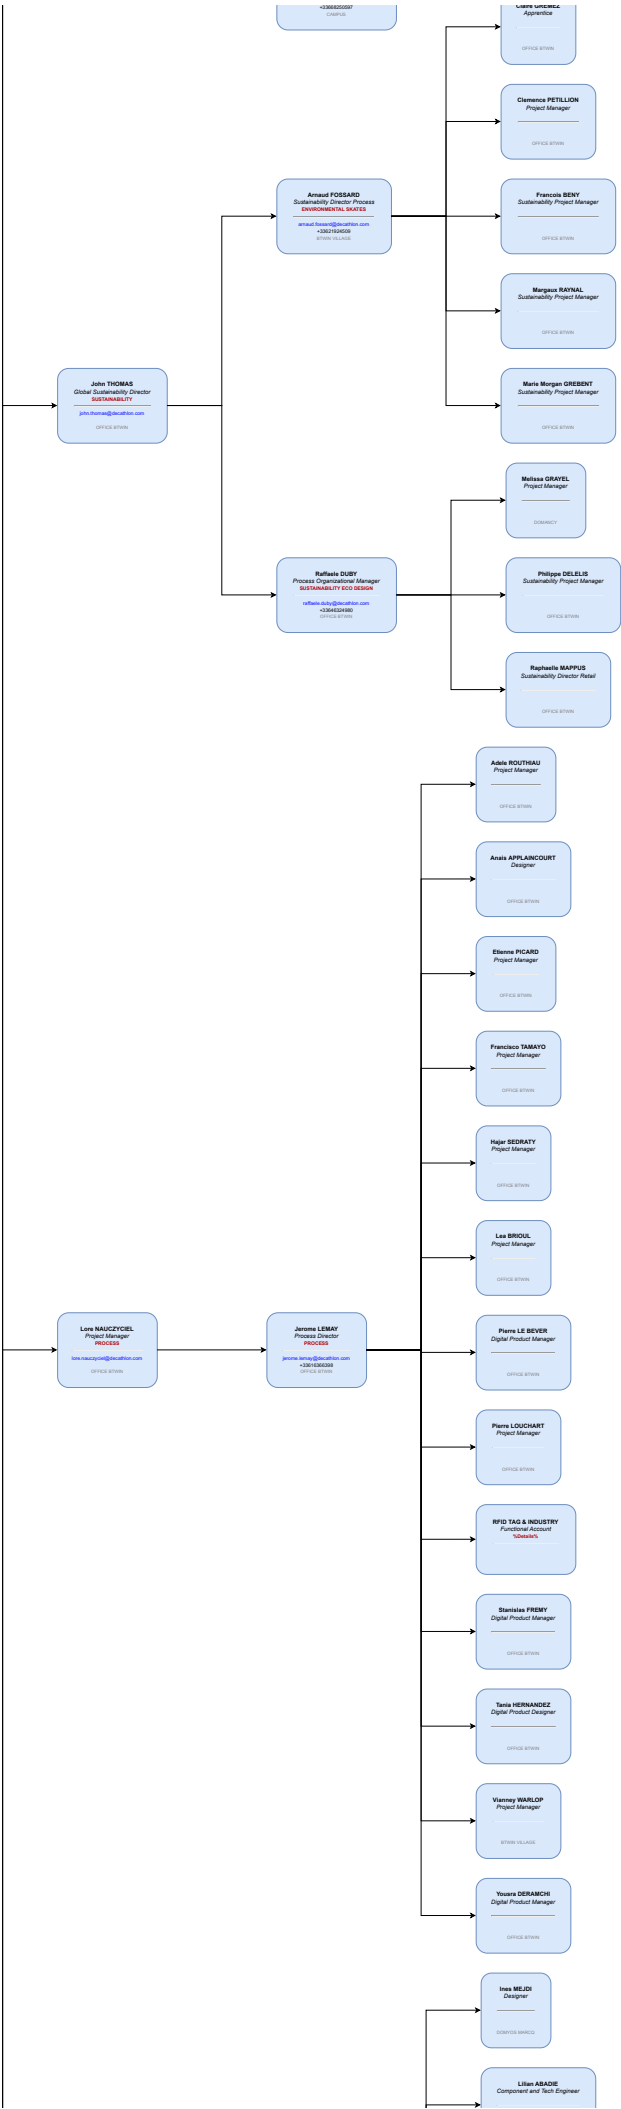 +33668250597
CAMPUS
Claire GREMEZ
Apprentice
OFFICE BTWIN
Clemence PETILLION
Project Manager
OFFICE BTWIN
Arnaud FOSSARD
Sustainability Director Process
ENVIRONMENTAL SKATES
arnaud.fossard@decathlon.com
+33621924509
BTWIN VILLAGE
Francois BENY
Sustainability Project Manager
OFFICE BTWIN
Margaux RAYNAL
Sustainability Project Manager
OFFICE BTWIN
John THOMAS
Global Sustainability Director
SUSTAINABILITY
john.thomas@decathlon.com
OFFICE BTWIN
Marie Morgan GREBENT
Sustainability Project Manager
OFFICE BTWIN
Melissa GRAYEL
Project Manager
DOMANCY
Raffaele DUBY
Process Organizational Manager
SUSTAINABILITY ECO DESIGN
raffaele.duby@decathlon.com
+33646324980
OFFICE BTWIN
Philippe DELELIS
Sustainability Project Manager
OFFICE BTWIN
Raphaelle MAPPUS
Sustainability Director Retail
OFFICE BTWIN
Adele ROUTHIAU
Project Manager
OFFICE BTWIN
Anais APPLAINCOURT
Designer
OFFICE BTWIN
Etienne PICARD
Project Manager
OFFICE BTWIN
Francisco TAMAYO
Project Manager
OFFICE BTWIN
Hajar SEDRATY
Project Manager
OFFICE BTWIN
Lea BRIOUL
Project Manager
OFFICE BTWIN
Lore NAUCZYCIEL
Project Manager
PROCESS
lore.nauczyciel@decathlon.com
OFFICE BTWIN
Jerome LEMAY
Process Director
PROCESS
jerome.lemay@decathlon.com
+33616366398
OFFICE BTWIN
Pierre LE BEVER
Digital Product Manager
OFFICE BTWIN
Pierre LOUCHART
Project Manager
OFFICE BTWIN
RFID TAG & INDUSTRY
Functional Account
%Details%
Stanislas FREMY
Digital Product Manager
OFFICE BTWIN
Tania HERNANDEZ
Digital Product Designer
OFFICE BTWIN
Vianney WARLOP
Project Manager
BTWIN VILLAGE
Yousra DERAMCHI
Digital Product Manager
OFFICE BTWIN
Ines MEJDI
Designer
DOMYOS MARCQ
Lilian ABADIE
Component and Tech Engineer